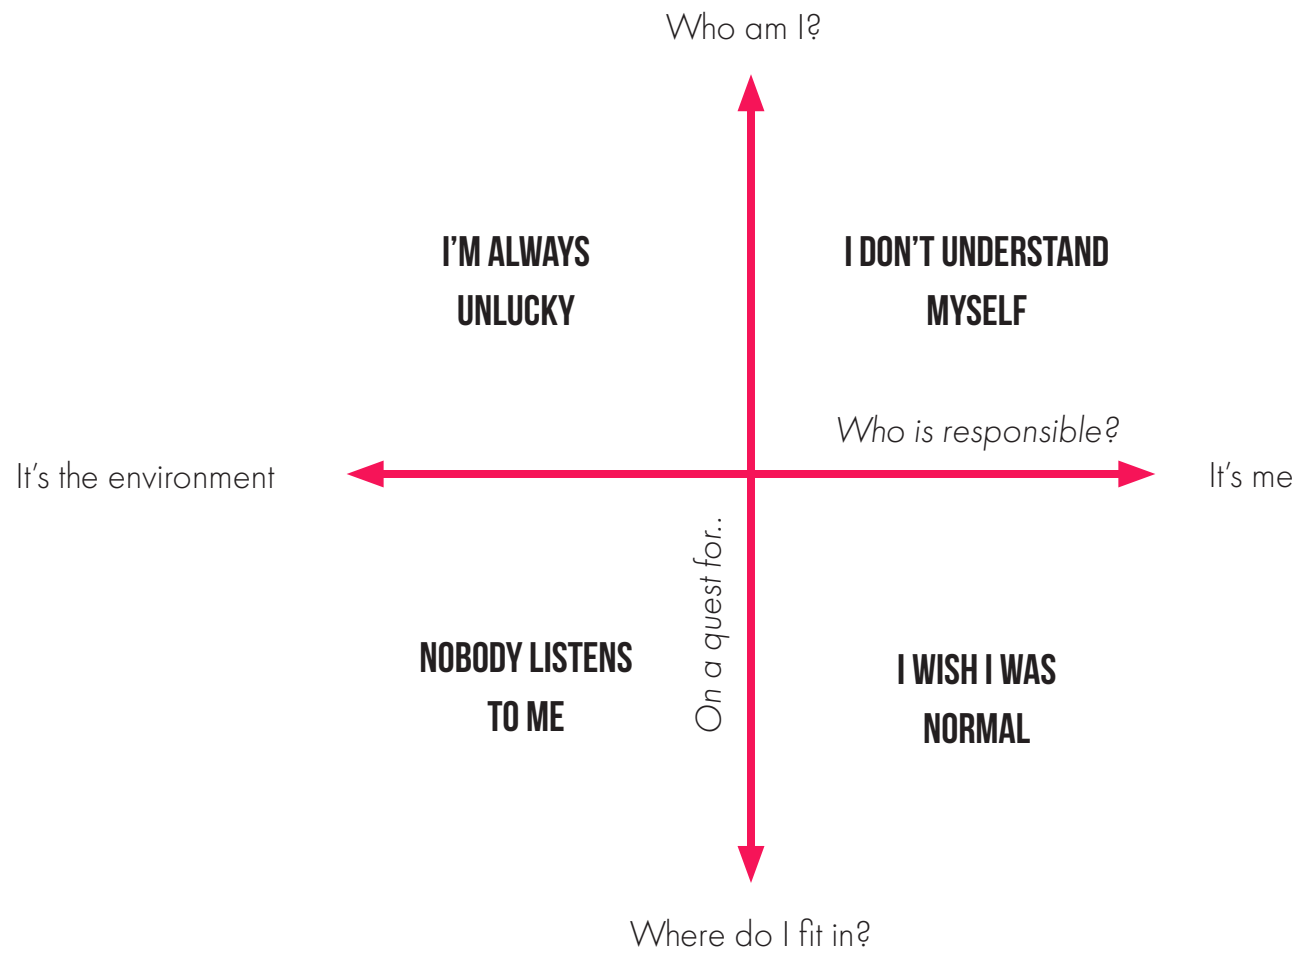 Who am I?
I'M ALWAYS
UNLUCKY
I DON'T UNDERSTAND
MYSELF
Who is responsible?
It's the environment
It's me
On a quest for..
NOBODY LISTENS
TO ME
I WISH I WAS
NORMAL
Where do I fit in?